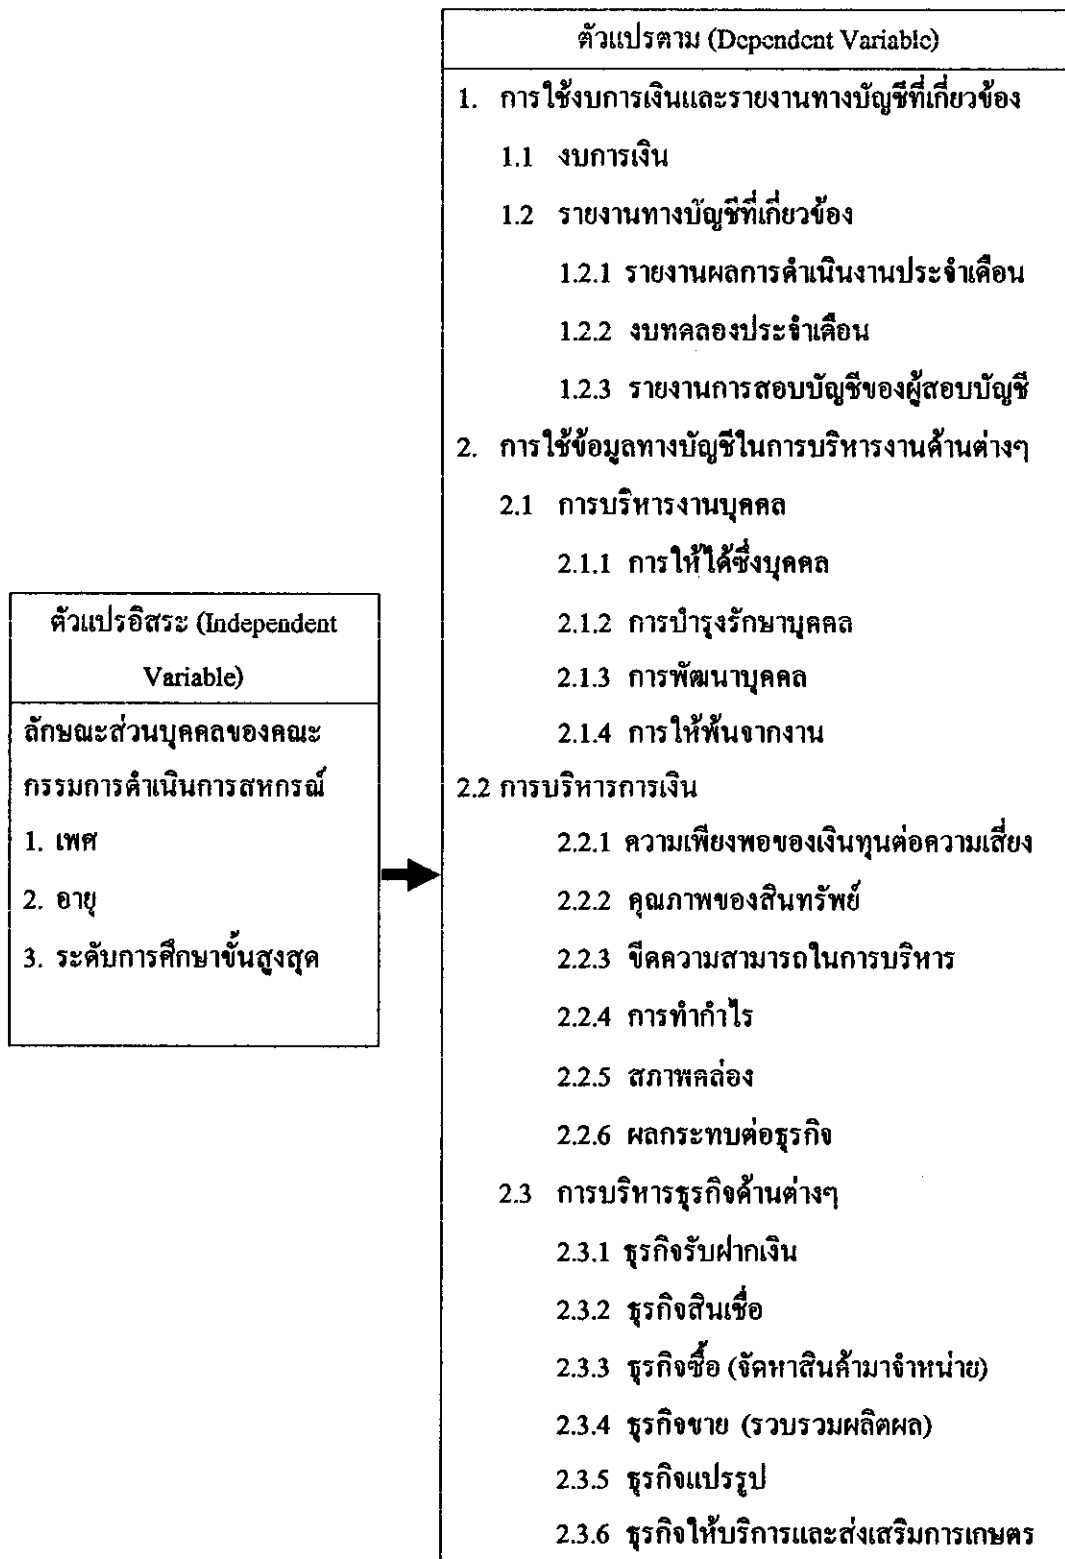 ตัวแปรอิสระ (Independent
Variable)
ลักษณะส่วนบุคคลของคณะ
กรรมการดำเนินการสหกรณ์
1. เพศ
2. อายุ
3. ระดับการศึกษาขั้นสูงสุด
ตัวแปรตาม (Dependent Variable)
1. การใช้งบการเงินและรายงานทางบัญชีที่เกี่ยวข้อง
1.1 งบการเงิน
1.2 รายงานทางบัญชีที่เกี่ยวข้อง
1.2.1 รายงานผลการดำเนินงานประจำเดือน
1.2.2 งบทดลองประจำเดือน
1.2.3 รายงานการสอบบัญชีของผู้สอบบัญชี
2. การใช้ข้อมูลทางบัญชีในการบริหารงานด้านต่างๆ
2.1 การบริหารงานบุคคล
2.1.1 การให้ได้ซึ่งบุคคล
2.1.2 การบำรุงรักษาบุคคล
2.1.3 การพัฒนาบุคคล
2.1.4 การให้พ้นจากงาน
2.2 การบริหารการเงิน
2.2.1 ความเพียงพอของเงินทุนต่อความเสี่ยง
2.2.2 คุณภาพของสินทรัพย์
2.2.3 ขีดความสามารถในการบริหาร
2.2.4 การทำกำไร
2.2.5 สภาพคล่อง
2.2.6 ผลกระทบต่อธุรกิจ
2.3 การบริหารธุรกิจด้านต่างๆ
2.3.1 ธุรกิจรับฝากเงิน
2.3.2 ธุรกิจสินเชื่อ
2.3.3 ธุรกิจซื้อ (จัดหาสินค้ามาจำหน่าย)
2.3.4 ธุรกิจขาย (รวบรวมผลิตผล)
2.3.5 ธุรกิจแปรรูป
2.3.6 ธุรกิจให้บริการและส่งเสริมการเกษตร